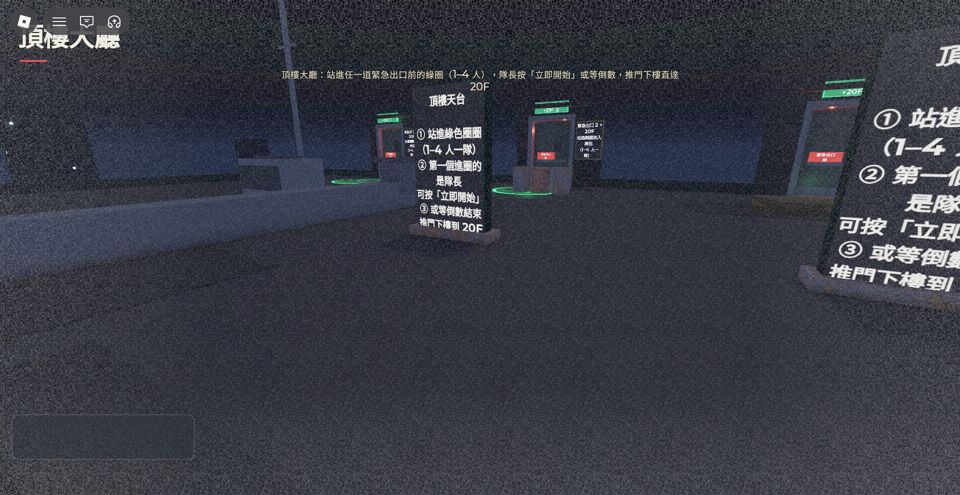 頂樓大廳
頂樓大廳：站進任一道緊急出口前的綠圈（1–4 人），隊長按「立即開始」或等倒數，推門下樓直達
20F
頂樓天台
① 站進綠色圈圈
（1–4 人一隊）
② 第一個進圈的
是隊長
可按「立即開始」
③ 或等倒數結束
推門下樓到 20F
緊急出口 2 →
20F
① 站進
（1–4
② 第一個
是隊
可按「立即
③ 或等倒
推門下樓到